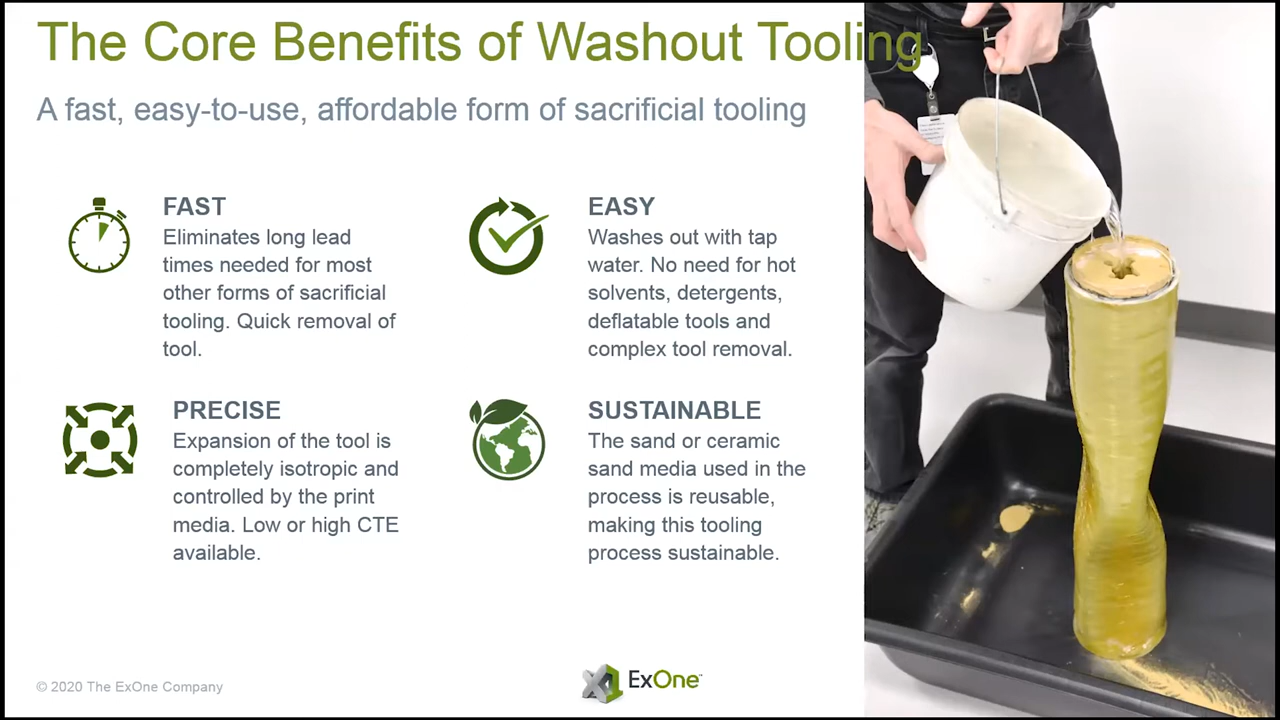 The Core Benefits of Washout Tooling
A fast, easy-to-use, affordable form of sacrificial tooling
FAST
Eliminates long lead
times needed for most
other forms of sacrificial
tooling. Quick removal of
tool.
EASY
Washes out with tap
water. No need for hot
solvents, detergents,
deflatable tools and
complex tool removal.
PRECISE
Expansion of the tool is
completely isotropic and
controlled by the print
media. Low or high CTE
available.
SUSTAINABLE
The sand or ceramic
sand media used in the
process is reusable,
making this tooling
process sustainable.
© 2020 The ExOne Company
ExOne™